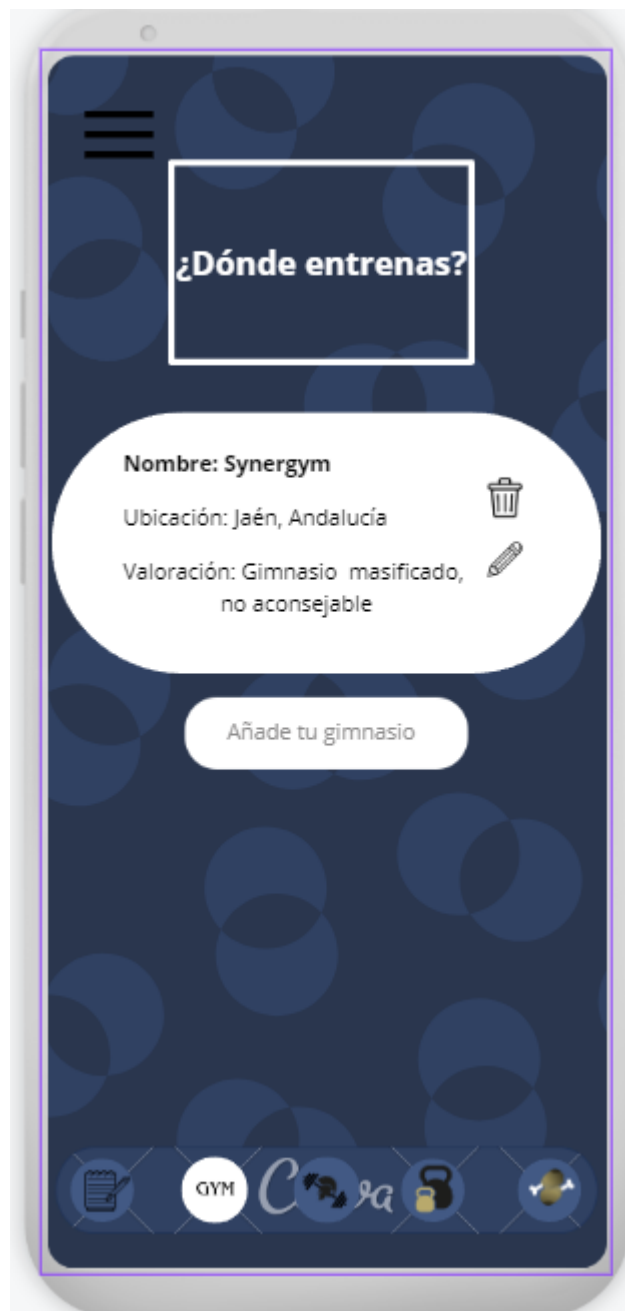 ¿Dónde entrenas?
Nombre: Synergym
Ubicación: Jaén, Andalucía
Valoración: Gimnasio masificado,
no aconsejable
Añade tu gimnasio
GYM